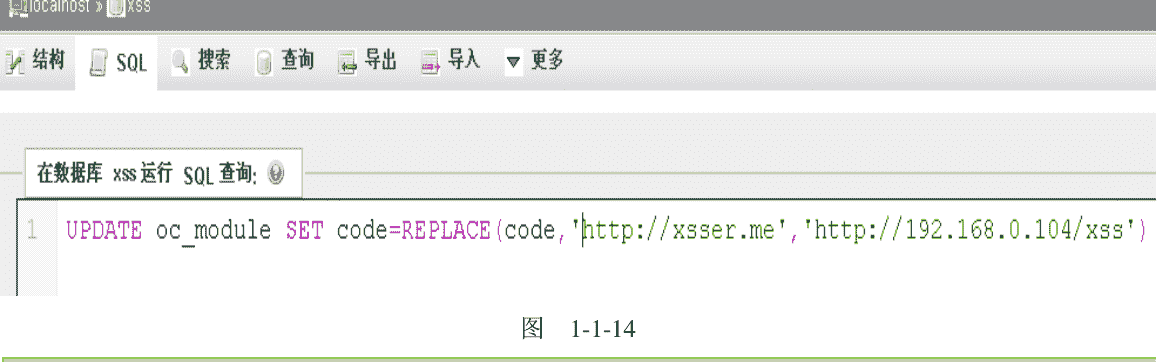 localhost » xss
结构 SQL 搜索 查询 导出 导入 更多
在数据库 xss 运行 SQL 查询:
1 UPDATE oc_module SET code=REPLACE(code,'http://xsser.me','http://192.168.0.104/xss')
图 1-1-14